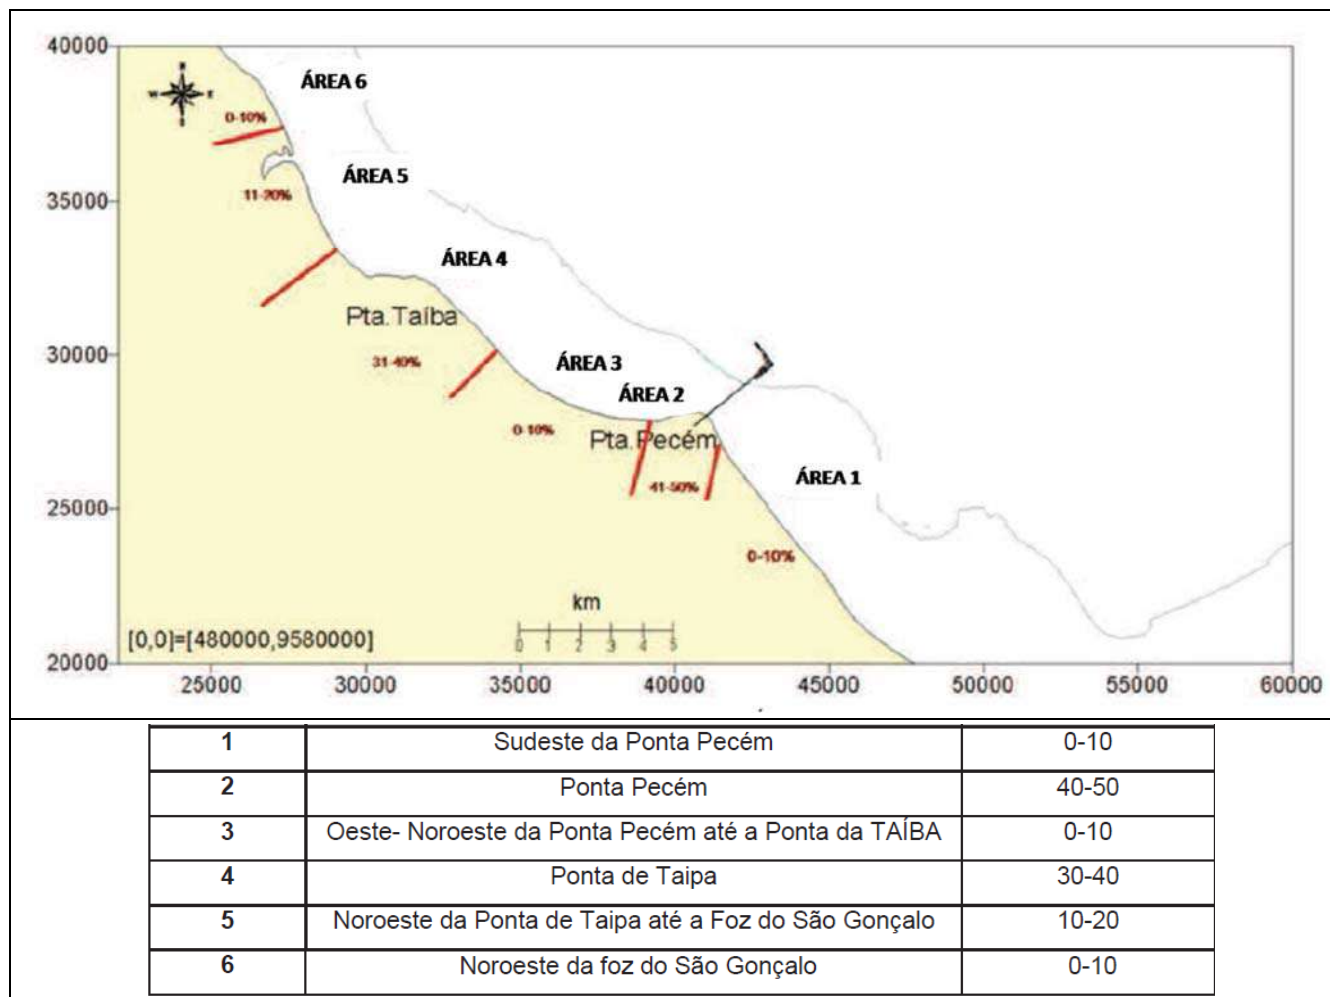 40000
ÁREA 6
N
W E
S
0-10%
ÁREA 5
35000
11-20%
ÁREA 4
Pta.Taíba
30000
31-40%
ÁREA 3
ÁREA 2
0-10%
Pta.Pecém
ÁREA 1
41-50%
25000
0-10%
km
[0,0]=[480000,9580000]
0 1 2 3 4 5
20000
25000 30000 35000 40000 45000 50000 55000 60000
1 Sudeste da Ponta Pecém 0-10
2 Ponta Pecém 40-50
3 Oeste- Noroeste da Ponta Pecém até a Ponta da TAÍBA 0-10
4 Ponta de Taipa 30-40
5 Noroeste da Ponta de Taipa até a Foz do São Gonçalo 10-20
6 Noroeste da foz do São Gonçalo 0-10